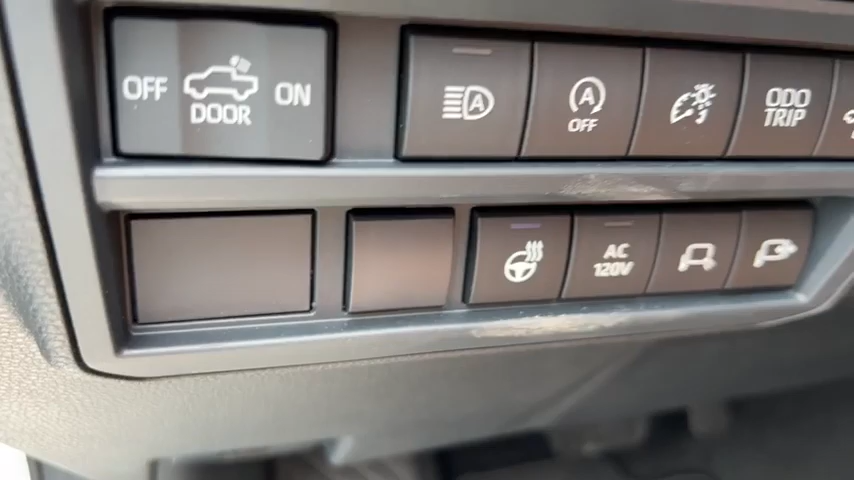 OFF DOOR ON
A
A
OFF
ODO
TRIP
AC
120V